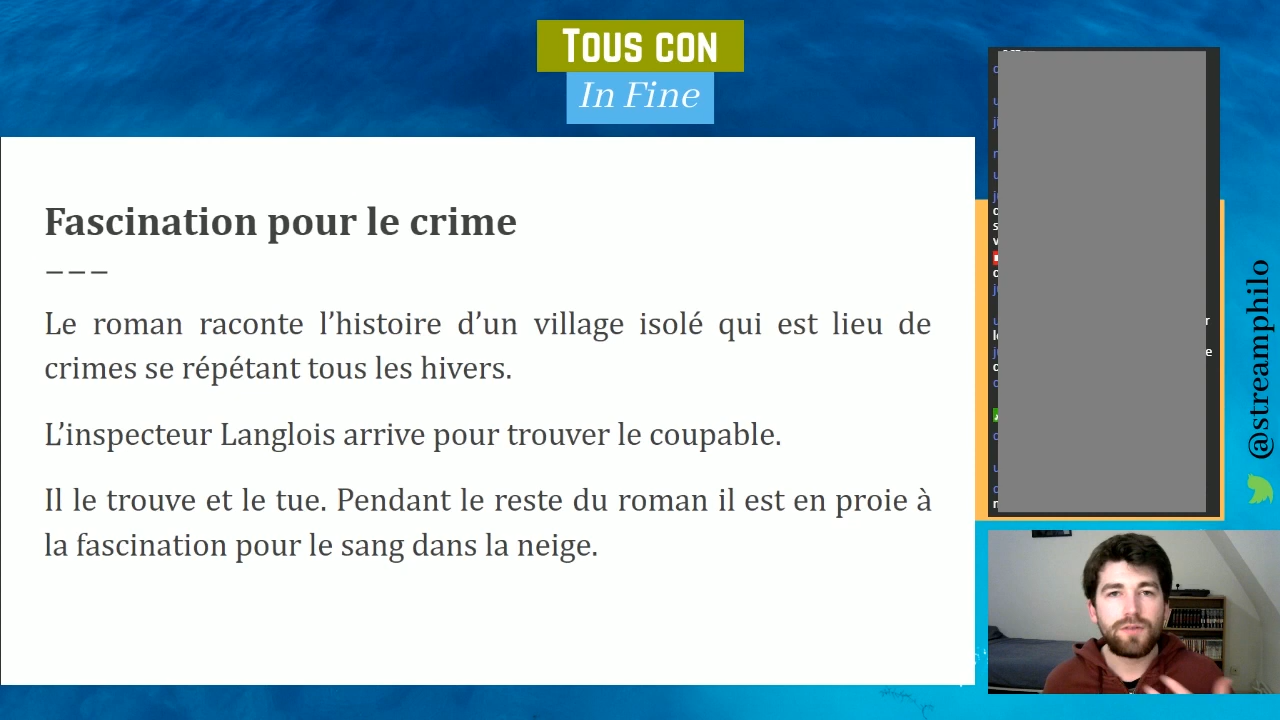 TOUS CON
In Fine
Fascination pour le crime
–––
Le roman raconte l’histoire d’un village isolé qui est lieu de
crimes se répétant tous les hivers.
L’inspecteur Langlois arrive pour trouver le coupable.
Il le trouve et le tue. Pendant le reste du roman il est en proie à
la fascination pour le sang dans la neige.
@streamphilo